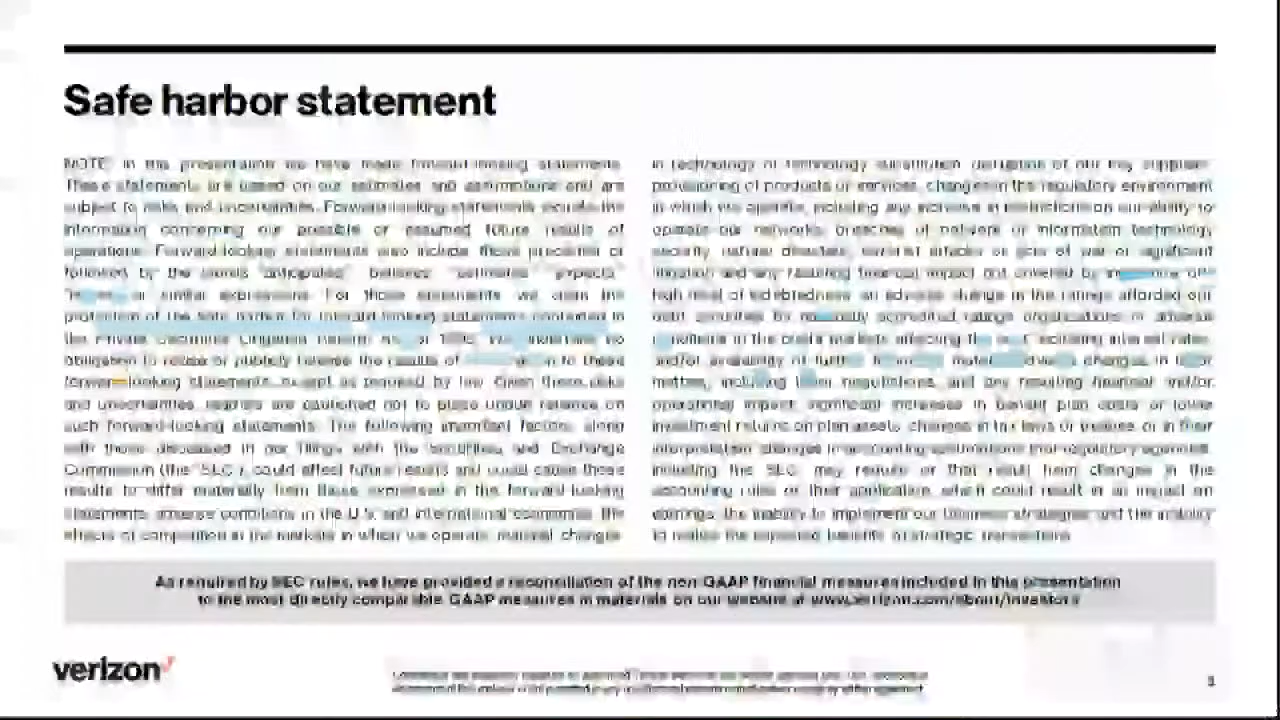 Safe harbor statement
NOTE: In this presentation we have made forward-looking statements.
These statements are based on our estimates and assumptions and are
subject to risks and uncertainties. Forward-looking statements include the
information concerning our possible or assumed future results of
operations. Forward-looking statements also include those preceded or
followed by the words "anticipates," "believes," "estimates," "expects,"
or similar expressions. For those statements, we claim the
protection of the safe harbor for forward-looking statements contained in
the Private Securities Litigation Reform Act of 1995. We undertake no
obligation to revise or publicly release the results of to these
forward-looking statements, except as required by law. Given these risks
and uncertainties, readers are cautioned not to place undue reliance on
such forward-looking statements. The following important factors, along
with those discussed in our filings with the Securities and Exchange
Commission (the "SEC"), could affect future results and could cause those
results to differ materially from those expressed in the forward-looking
statements: adverse conditions in the U.S. and international economies; the
effects of competition in the markets in which we operate; material changes
in technology or technology substitution; disruption of our key suppliers'
provisioning of products or services; changes in the regulatory environment
in which we operate, including any increase in restrictions on our ability to
operate our networks; breaches of network or information technology
security, natural disasters, terrorist attacks or acts of war or significant
litigation and any resulting financial impact not covered by insurance; our
high level of indebtedness; an adverse change in the ratings afforded our
debt securities by nationally accredited ratings organizations or adverse
conditions in the credit markets affecting the cost, including interest rates,
and/or availability of further financing; material adverse changes in labor
matters, including labor negotiations, and any resulting financial and/or
operational impact; significant increases in benefit plan costs or lower
investment returns on plan assets; changes in tax laws or treaties, or in their
interpretation; changes in accounting assumptions that regulatory agencies,
including the SEC, may require or that result from changes in the
accounting rules or their application, which could result in an impact on
earnings; the inability to implement our business strategies; and the inability
to realize the expected benefits of strategic transactions.
As required by SEC rules, we have provided a reconciliation of the non-GAAP financial measures included in this presentation
to the most directly comparable GAAP measures in materials on our website at www.verizon.com/about/investors
verizon